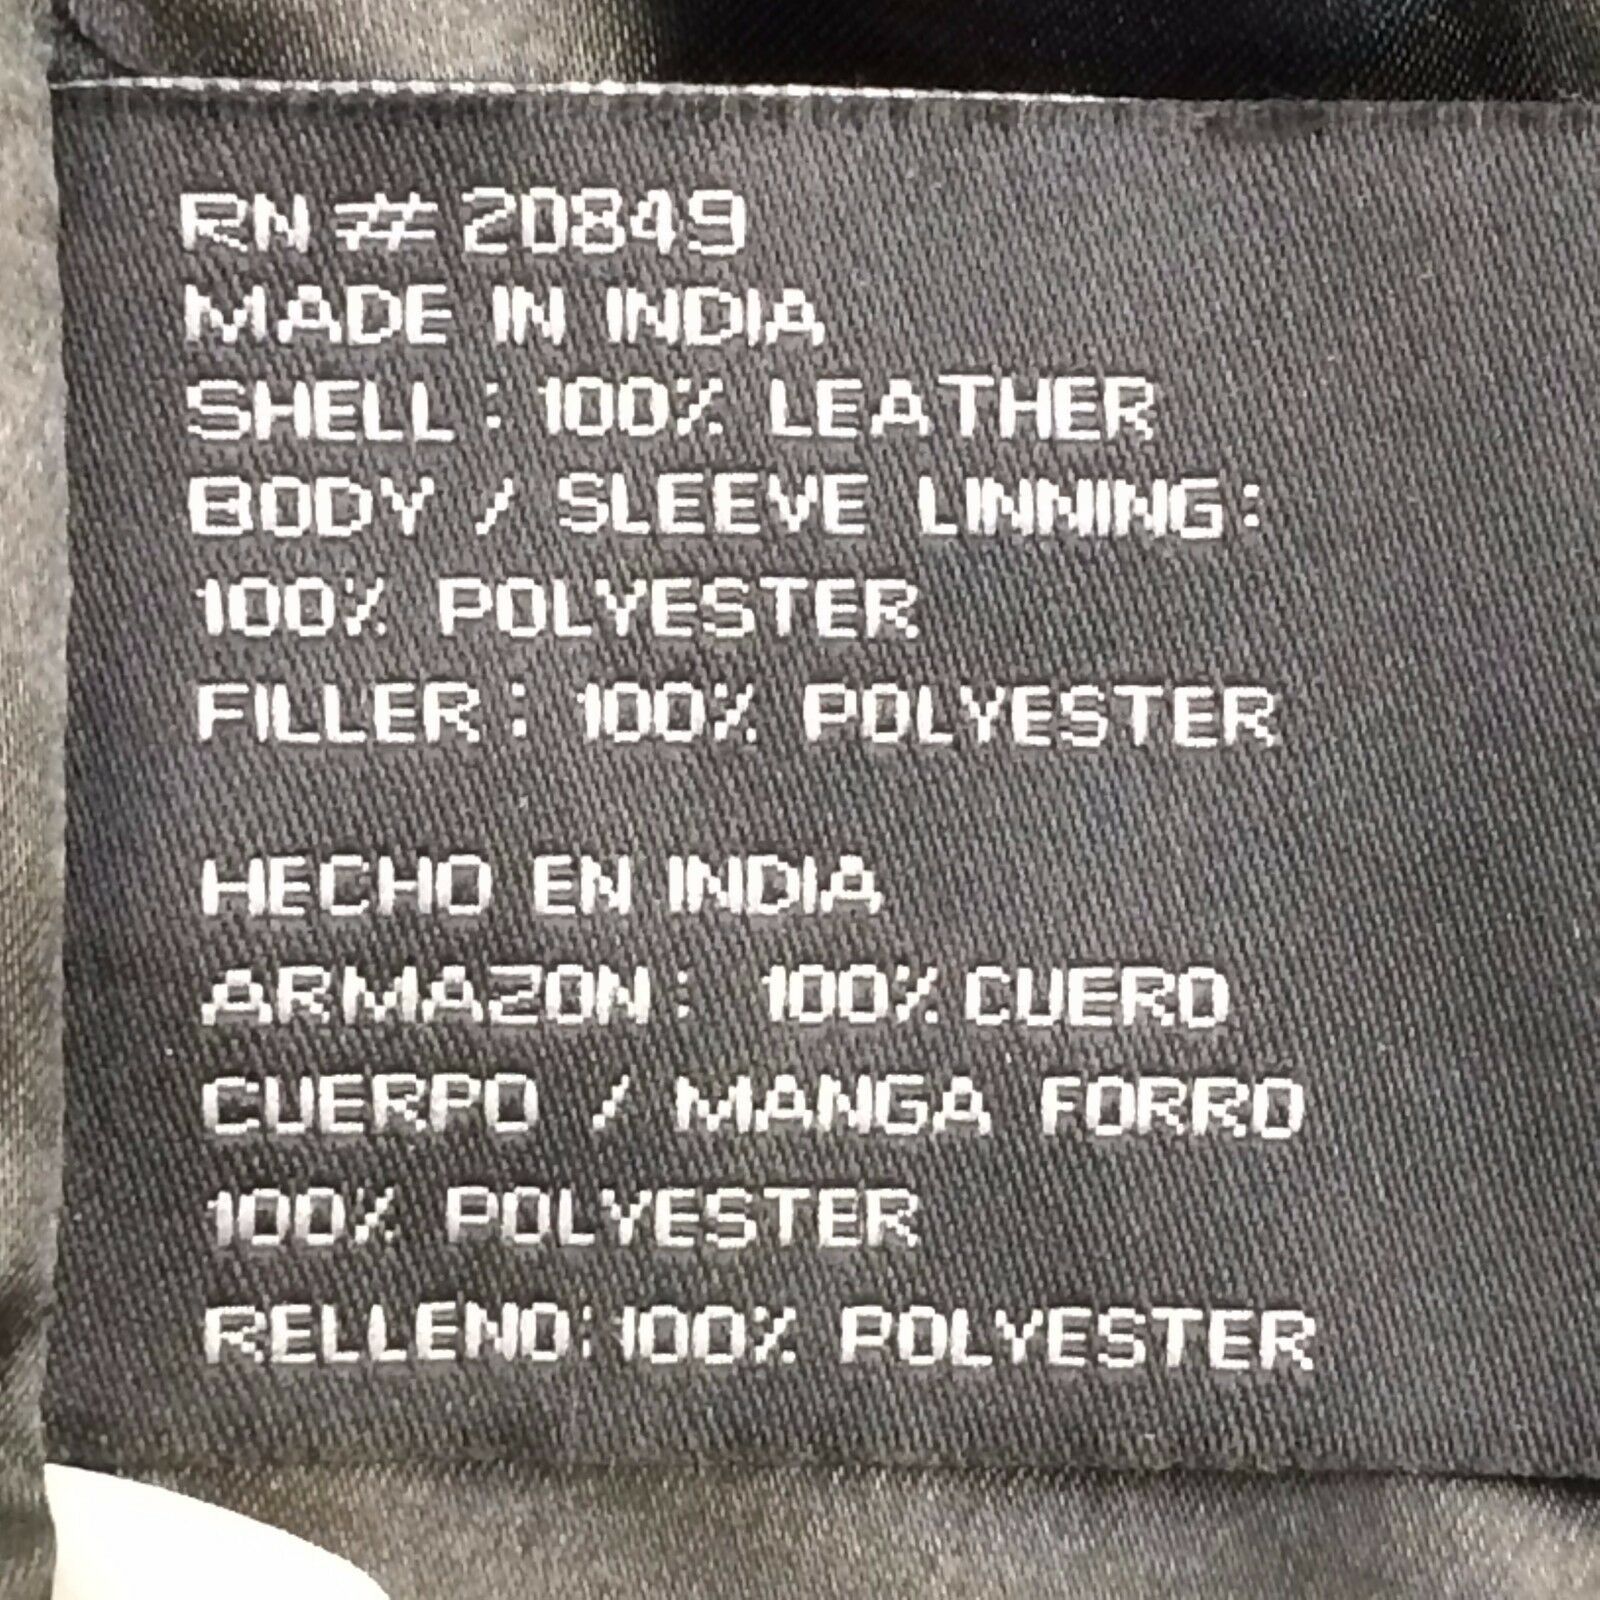 RN # 20849
MADE IN INDIA
SHELL : 100% LEATHER
BODY / SLEEVE LINNING:
100% POLYESTER
FILLER : 100% POLYESTER
HECHO EN INDIA
ARMAZON : 100% CUERO
CUERPO / MANGA FORRO
100% POLYESTER
RELLENO: 100% POLYESTER